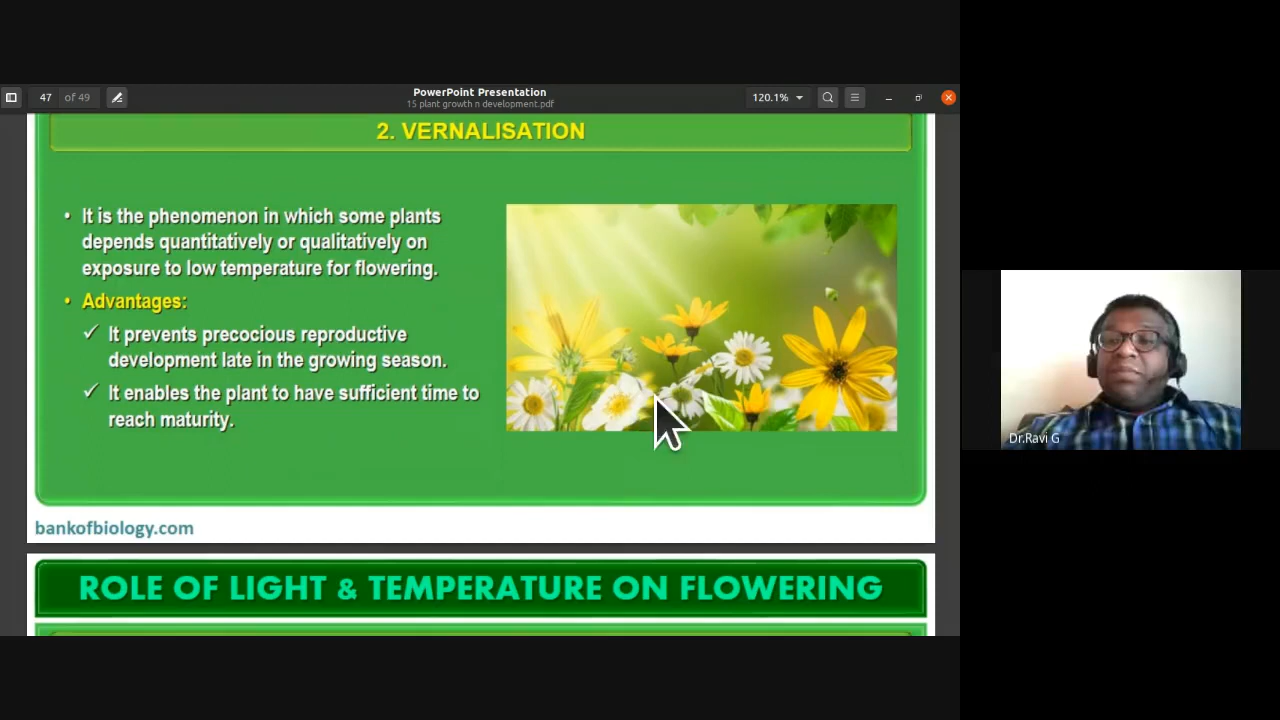 PowerPoint Presentation
15 plant growth n development.pdf
47 of 49
120.1%
2. VERNALISATION
• It is the phenomenon in which some plants
depends quantitatively or qualitatively on
exposure to low temperature for flowering.
• Advantages:
✓ It prevents precocious reproductive
development late in the growing season.
✓ It enables the plant to have sufficient time to
reach maturity.
bankofbiology.com
ROLE OF LIGHT & TEMPERATURE ON FLOWERING
Dr.Ravi G